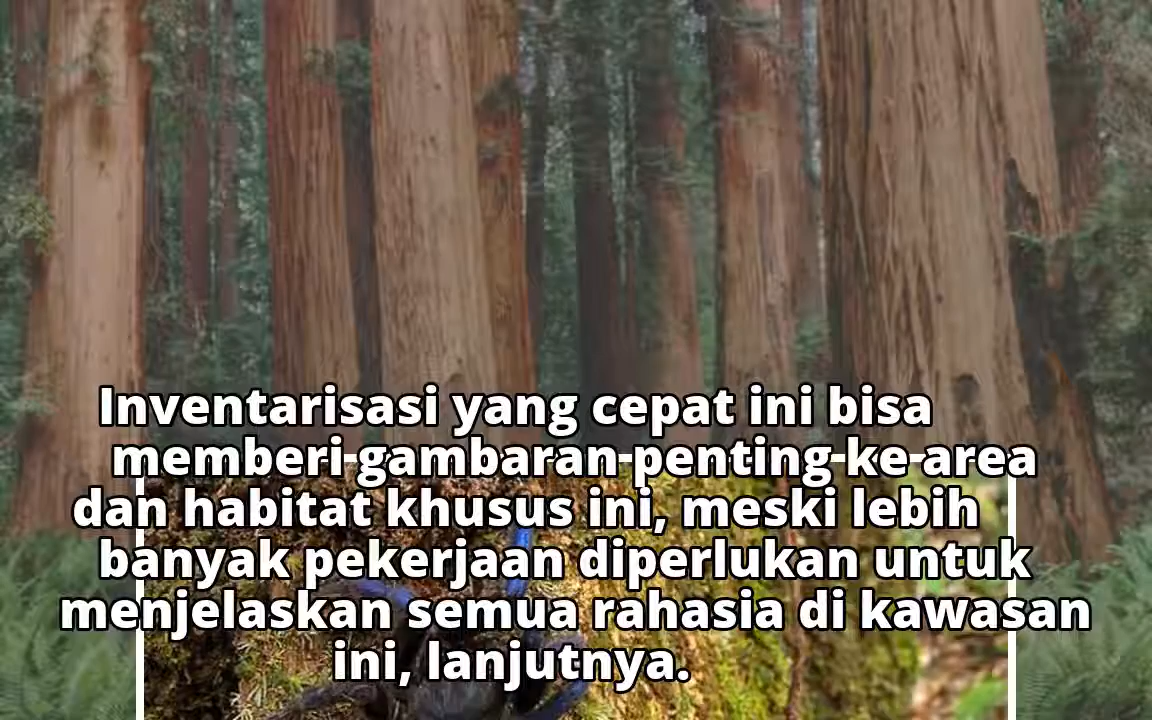 Inventarisasi yang cepat ini bisa
memberi gambaran penting ke area
dan habitat khusus ini, meski lebih
banyak pekerjaan diperlukan untuk
menjelaskan semua rahasia di kawasan
ini, lanjutnya.